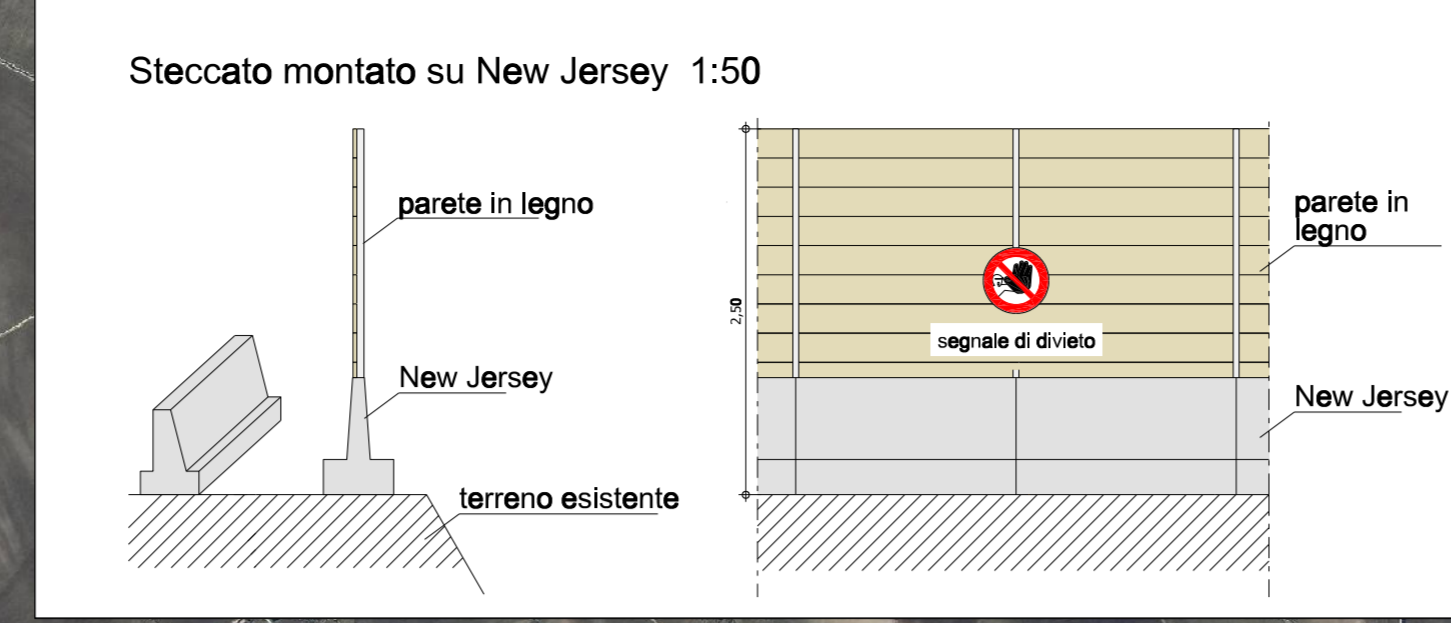 Steccato montato su New Jersey 1:50
parete in legno
New Jersey
terreno esistente
2,50
segnale di divieto
parete in
legno
New Jersey